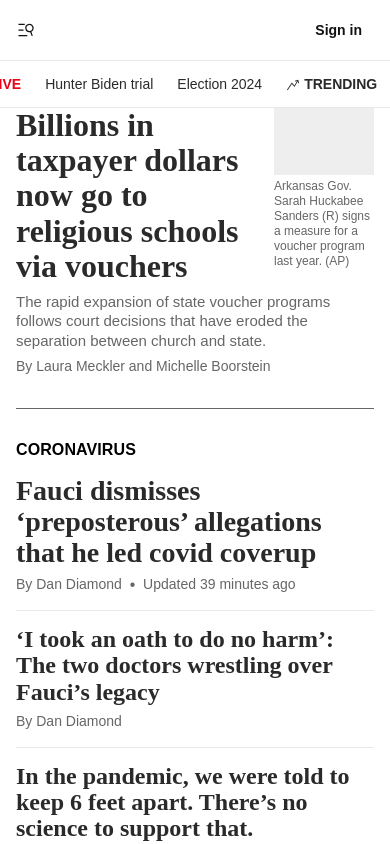 Sign in
IVE Hunter Biden trial Election 2024 TRENDING
Billions in
taxpayer dollars
now go to
religious schools
via vouchers
Arkansas Gov.
Sarah Huckabee
Sanders (R) signs
a measure for a
voucher program
last year. (AP)
The rapid expansion of state voucher programs
follows court decisions that have eroded the
separation between church and state.
By Laura Meckler and Michelle Boorstein
CORONAVIRUS
Fauci dismisses
‘preposterous’ allegations
that he led covid coverup
By Dan Diamond • Updated 39 minutes ago
‘I took an oath to do no harm’:
The two doctors wrestling over
Fauci’s legacy
By Dan Diamond
In the pandemic, we were told to
keep 6 feet apart. There’s no
science to support that.